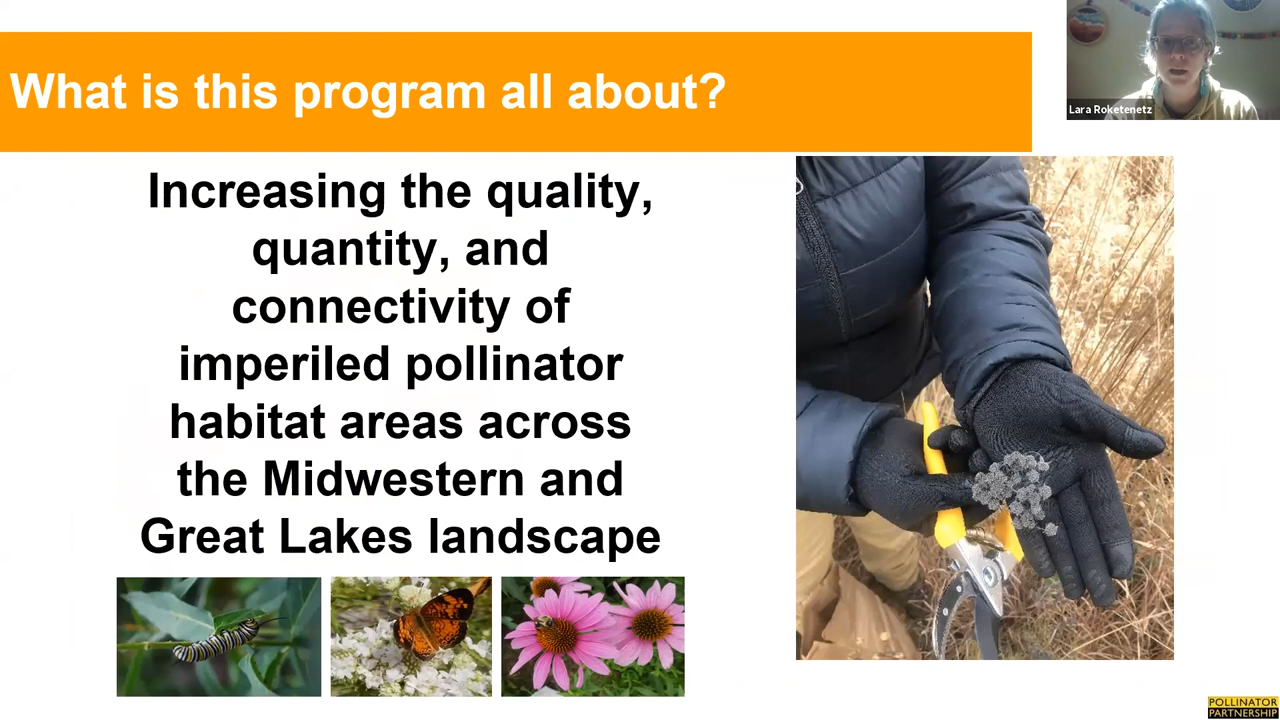 What is this program all about?
Lara Roketenetz
Increasing the quality,
quantity, and
connectivity of
imperiled pollinator
habitat areas across
the Midwestern and
Great Lakes landscape
POLLINATOR
PARTNERSHIP